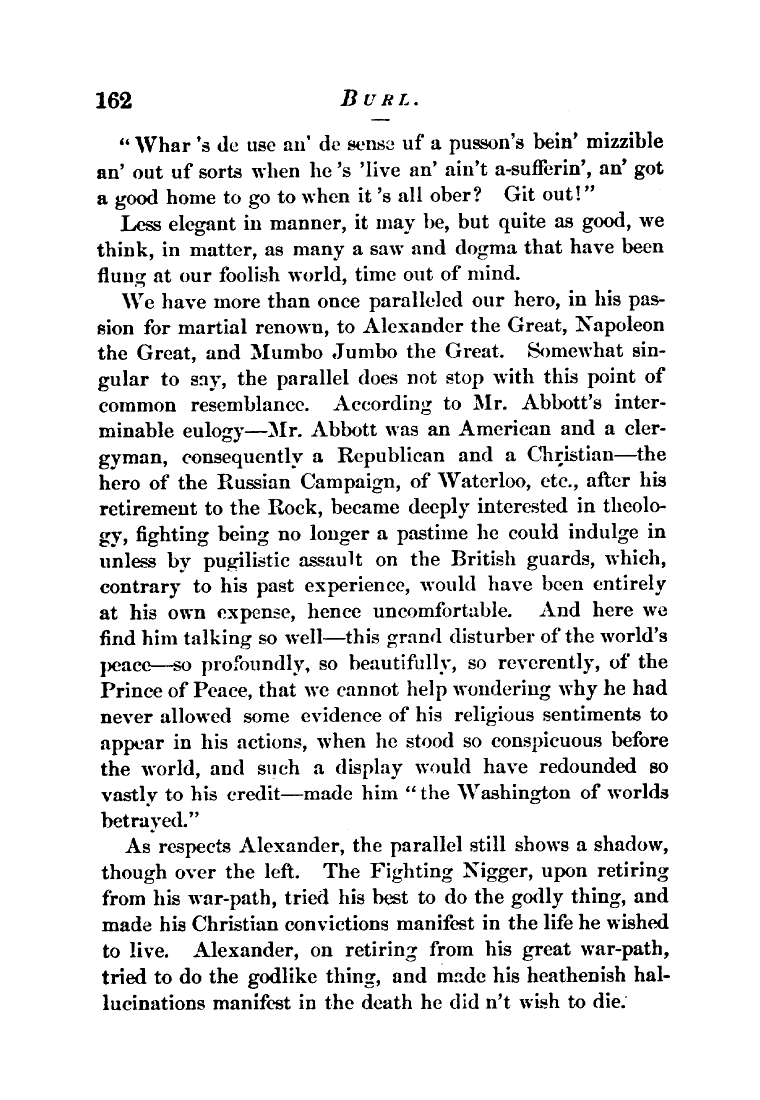 162 BURL.
“Whar 's de use an' de sense uf a pusson's bein' mizzible
an' out uf sorts when he 's 'live an' ain't a-sufferin', an' got
a good home to go to when it 's all ober? Git out!”
Less elegant in manner, it may be, but quite as good, we
think, in matter, as many a saw and dogma that have been
flung at our foolish world, time out of mind.
We have more than once paralleled our hero, in his pas-
sion for martial renown, to Alexander the Great, Napoleon
the Great, and Mumbo Jumbo the Great. Somewhat sin-
gular to say, the parallel does not stop with this point of
common resemblance. According to Mr. Abbott's inter-
minable eulogy—Mr. Abbott was an American and a cler-
gyman, consequently a Republican and a Christian—the
hero of the Russian Campaign, of Waterloo, etc., after his
retirement to the Rock, became deeply interested in theolo-
gy, fighting being no longer a pastime he could indulge in
unless by pugilistic assault on the British guards, which,
contrary to his past experience, would have been entirely
at his own expense, hence uncomfortable. And here we
find him talking so well—this grand disturber of the world's
peace—so profoundly, so beautifully, so reverently, of the
Prince of Peace, that we cannot help wondering why he had
never allowed some evidence of his religious sentiments to
appear in his actions, when he stood so conspicuous before
the world, and such a display would have redounded so
vastly to his credit—made him “the Washington of worlds
betrayed.”
As respects Alexander, the parallel still shows a shadow,
though over the left. The Fighting Nigger, upon retiring
from his war-path, tried his best to do the godly thing, and
made his Christian convictions manifest in the life he wished
to live. Alexander, on retiring from his great war-path,
tried to do the godlike thing, and made his heathenish hal-
lucinations manifest in the death he did n't wish to die.